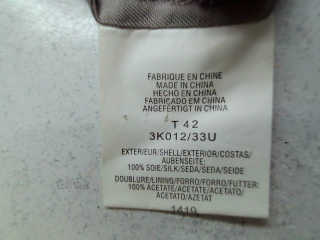 FABRIQUE EN CHINE
MADE IN CHINA
HECHO EN CHINA
FABRICADO EM CHINA
ANGEFERTIGT IN CHINA
T 42
3K012/33U
EXTERIEUR/SHELL/EXTERIOR/COSTAS/
AUBENSEITE:
100% SOIE/SILK/SEDA/SEDA/SEIDE
DOUBLURE/LINING/FORRO/FORRO/FUTTER:
100% ACETATE/ACETATE/ACETATO/
ACETATO/AZETAT
1419